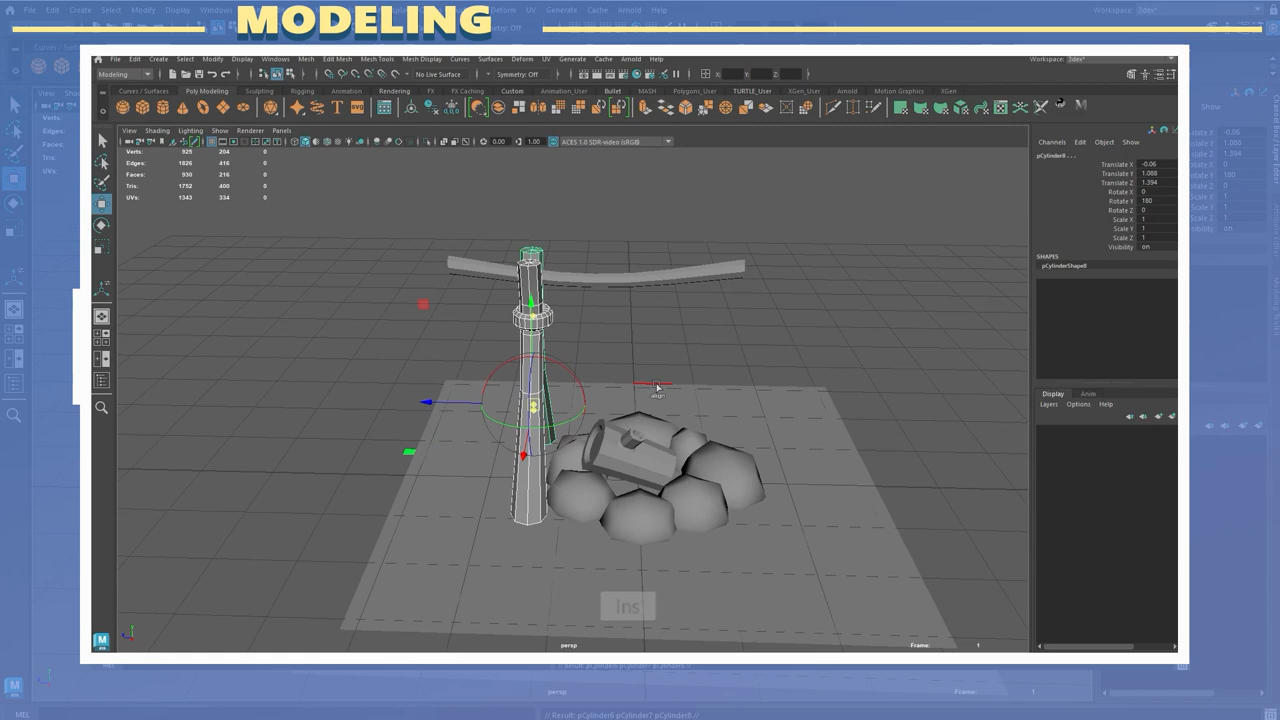 MODELING
File Edit Create Select Modify Display Windows Mesh Edit Mesh Mesh Tools Mesh Display Curves Surfaces Deform UV Generate Cache Arnold Help
Workspace: 3dex*
Modeling No Live Surface Symmetry: Off X: Y: Z:
Curves / Surfaces Poly Modeling Sculpting Rigging Animation Rendering FX FX Caching Custom Animation_User Bullet MASH Polygons_User TURTLE_User XGen_User Arnold Motion Graphics XGen
View Shading Lighting Show Renderer Panels
0.00 1.00 ACES 1.0 SDR-video (sRGB)
Verts: 925 204 0
Edges: 1826 416 0
Faces: 930 216 0
Tris: 1752 400 0
UVs: 1343 334 0
Channels Edit Object Show
pCylinder8 . . .
Translate X -0.06
Translate Y 1.088
Translate Z 1.394
Rotate X 0
Rotate Y 180
Rotate Z 0
Scale X 1
Scale Y 1
Scale Z 1
Visibility on
SHAPES
pCylinderShape8
Display Anim
Layers Options Help
align
Ins
persp
Frame: 1
MEL
// Result: pCylinder6 pCylinder7 pCylinder8 //